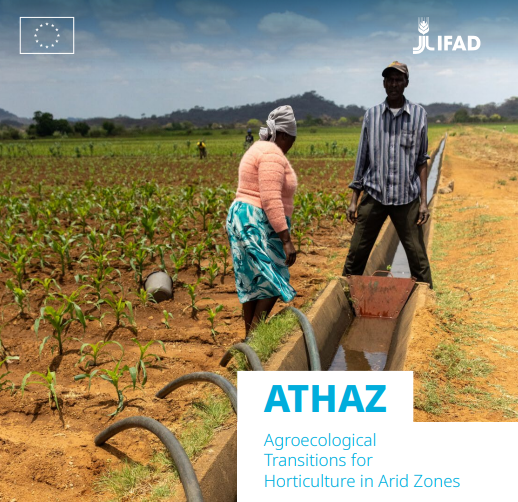 IFAD
ATHAZ
Agroecological
Transitions for
Horticulture in Arid Zones